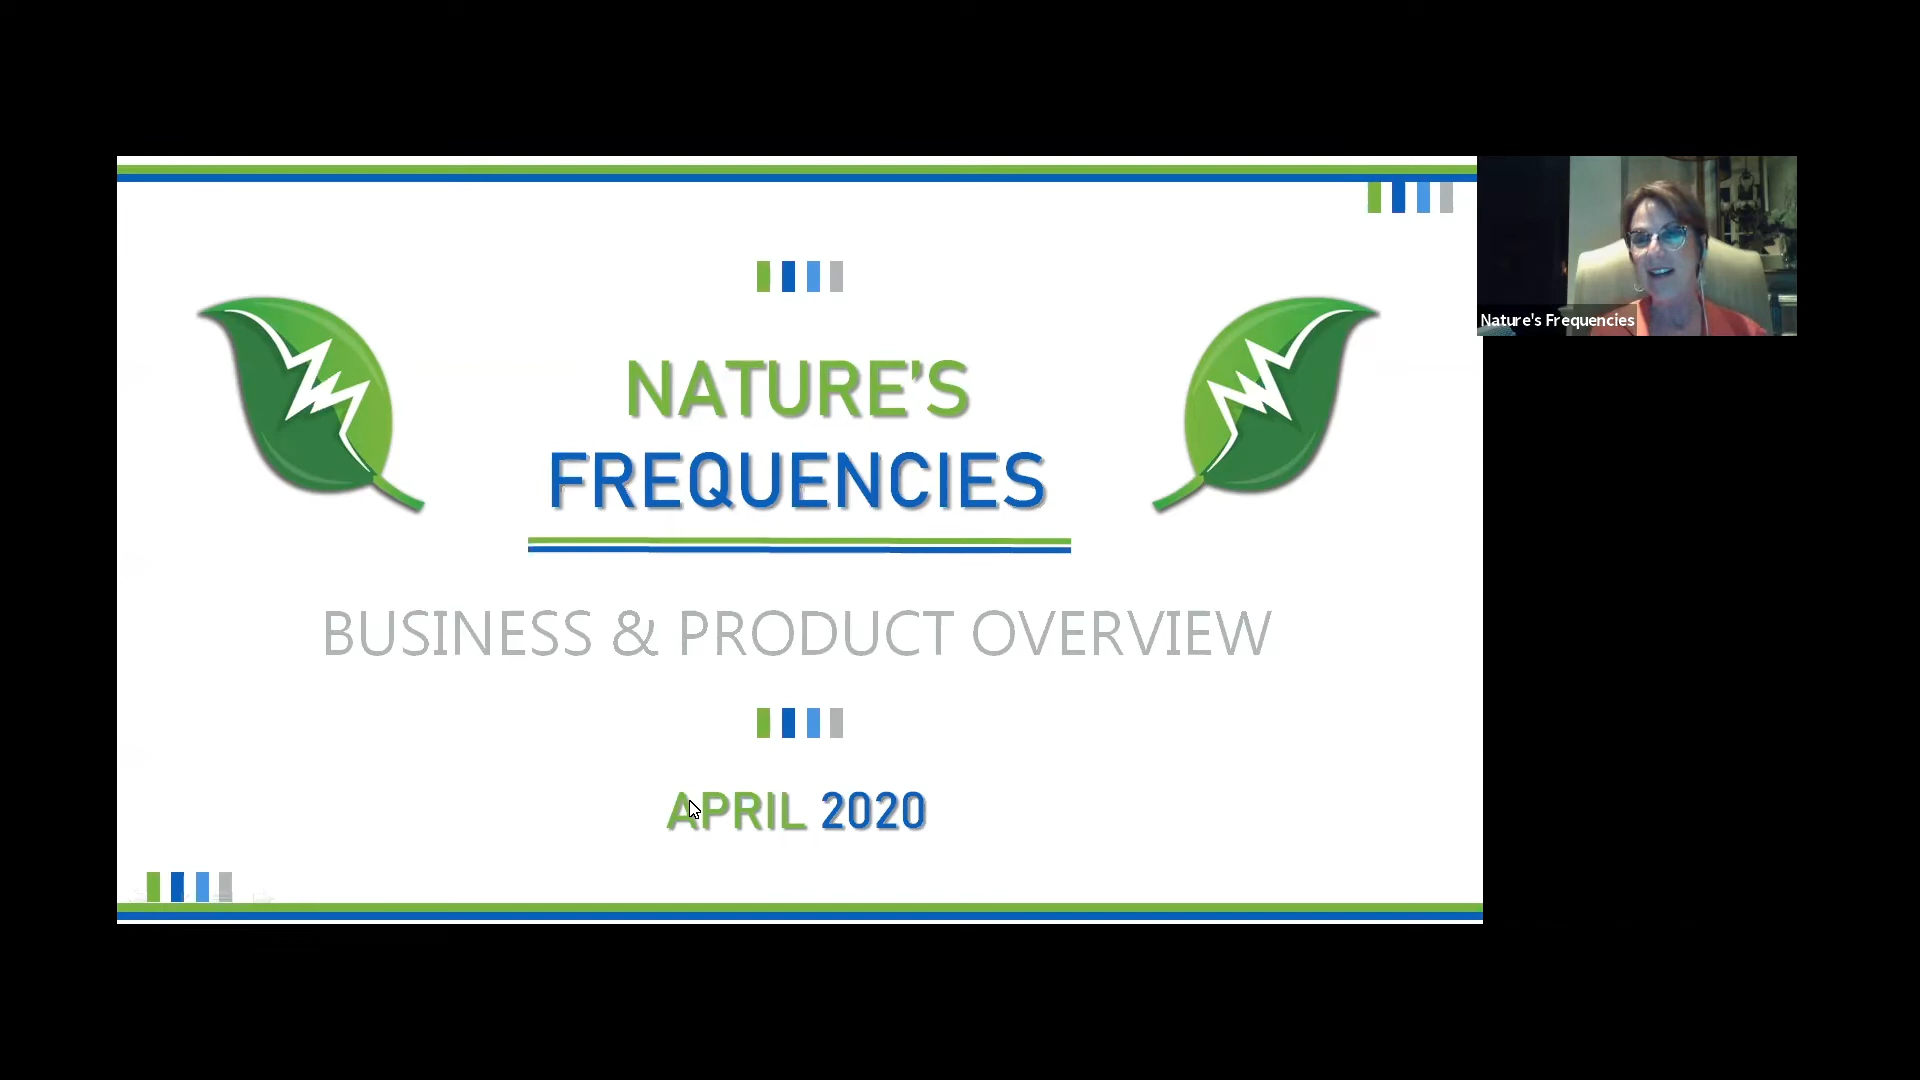 NATURE'S
FREQUENCIES
BUSINESS & PRODUCT OVERVIEW
APRIL 2020
Nature's Frequencies